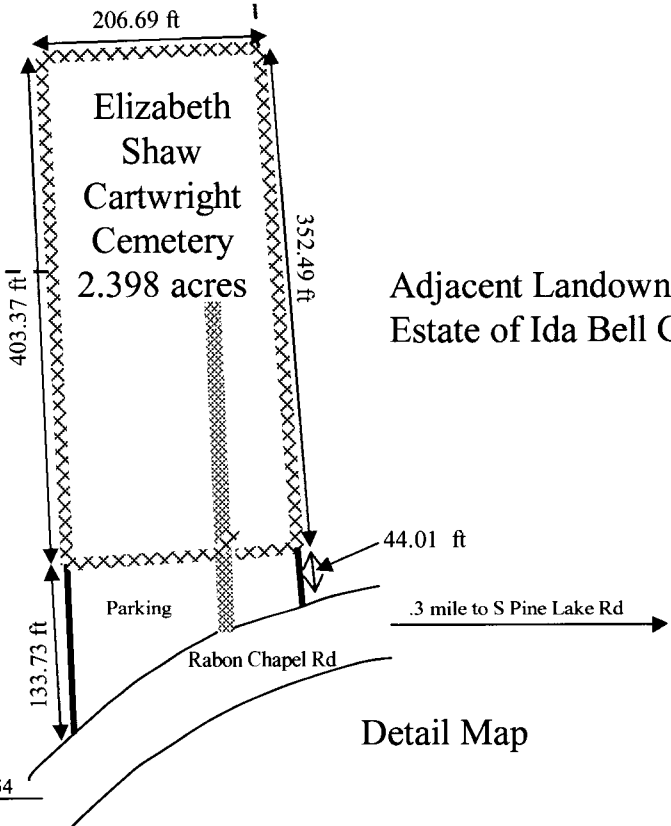 206.69 ft
Elizabeth
Shaw
Cartwright
Cemetery
2.398 acres
403.37 ft
352.49 ft
Adjacent Landown
Estate of Ida Bell
44.01 ft
Parking
.3 mile to S Pine Lake Rd
133.73 ft
Rabon Chapel Rd
Detail Map